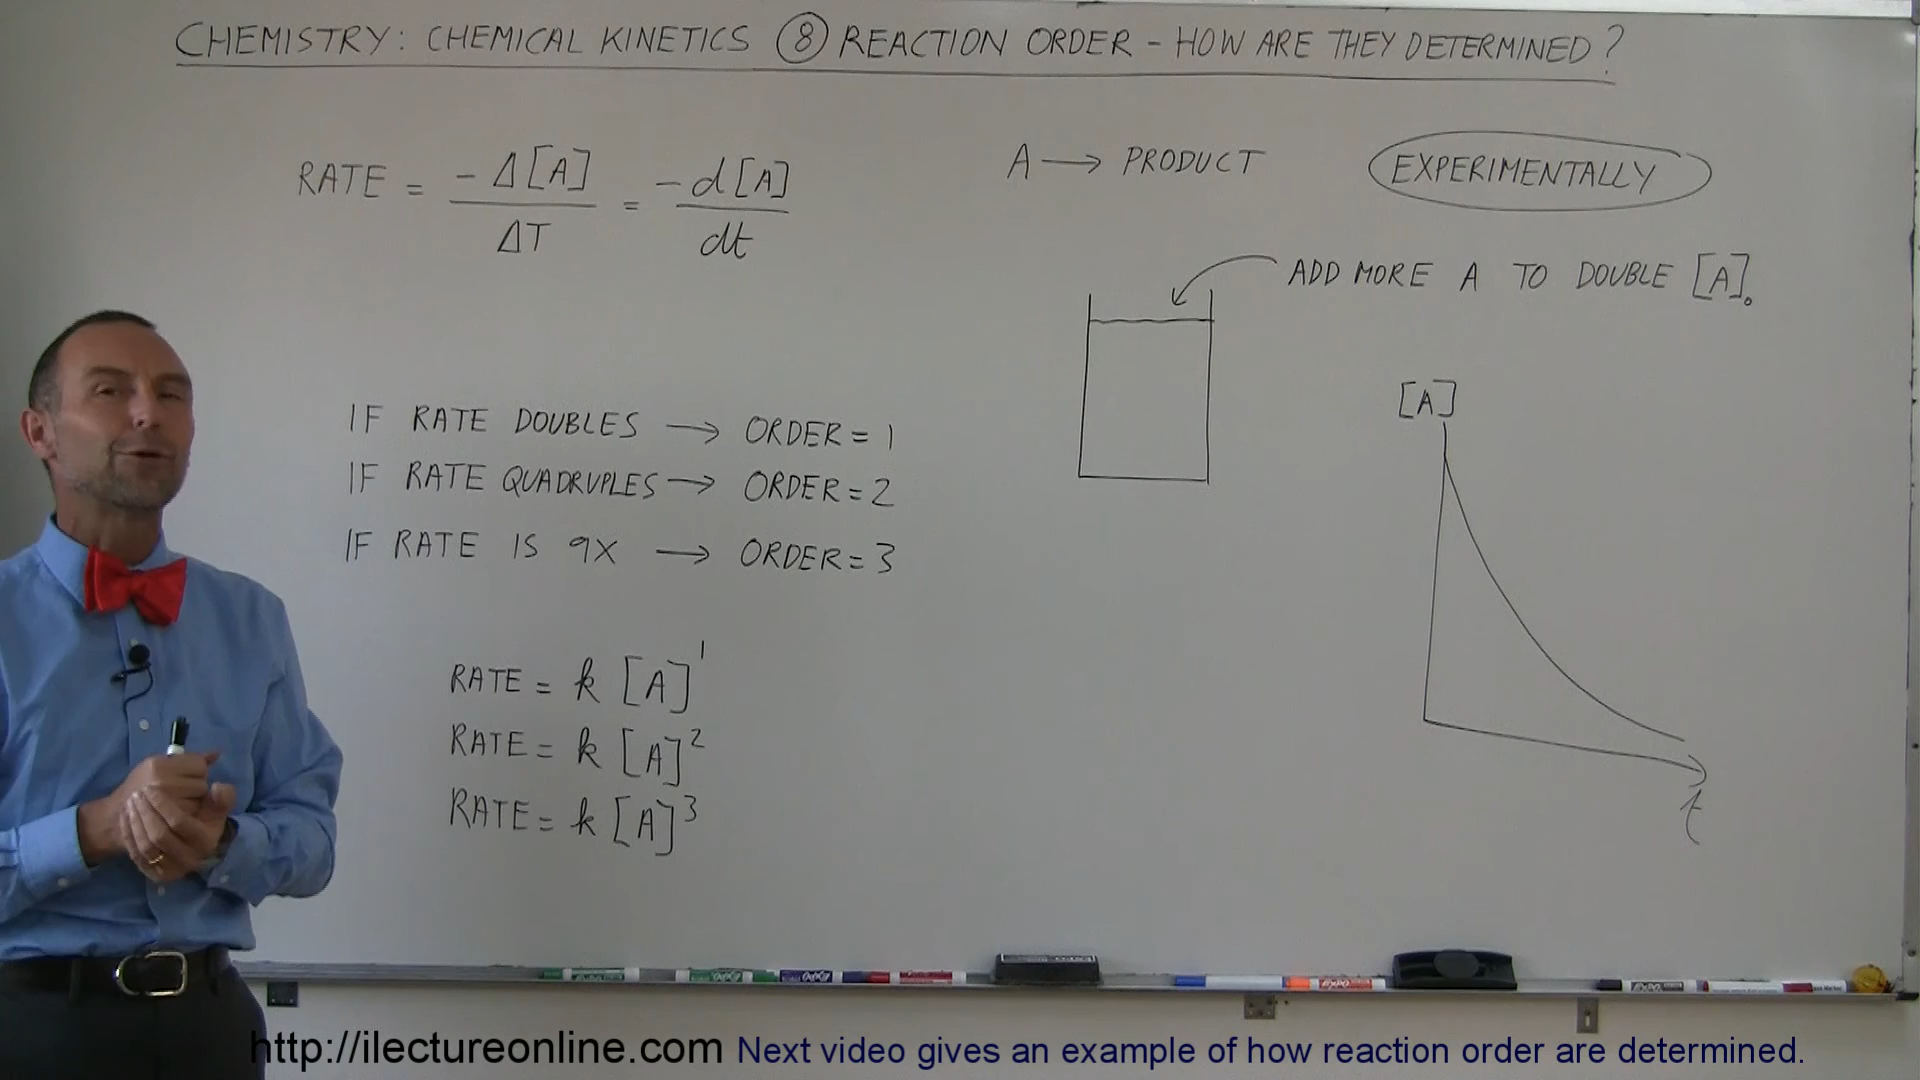 CHEMISTRY: CHEMICAL KINETICS ⑧ REACTION ORDER - HOW ARE THEY DETERMINED?
RATE = -Δ[A]/ΔT = -d[A]/dt
A → PRODUCT
EXPERIMENTALLY
ADD MORE A TO DOUBLE [A]₀
IF RATE DOUBLES → ORDER = 1
IF RATE QUADRUPLES → ORDER = 2
IF RATE IS 9X → ORDER = 3
RATE = k [A]¹
RATE = k [A]²
RATE = k [A]³
[A]
t
http://ilectureonline.com Next video gives an example of how reaction order are determined.